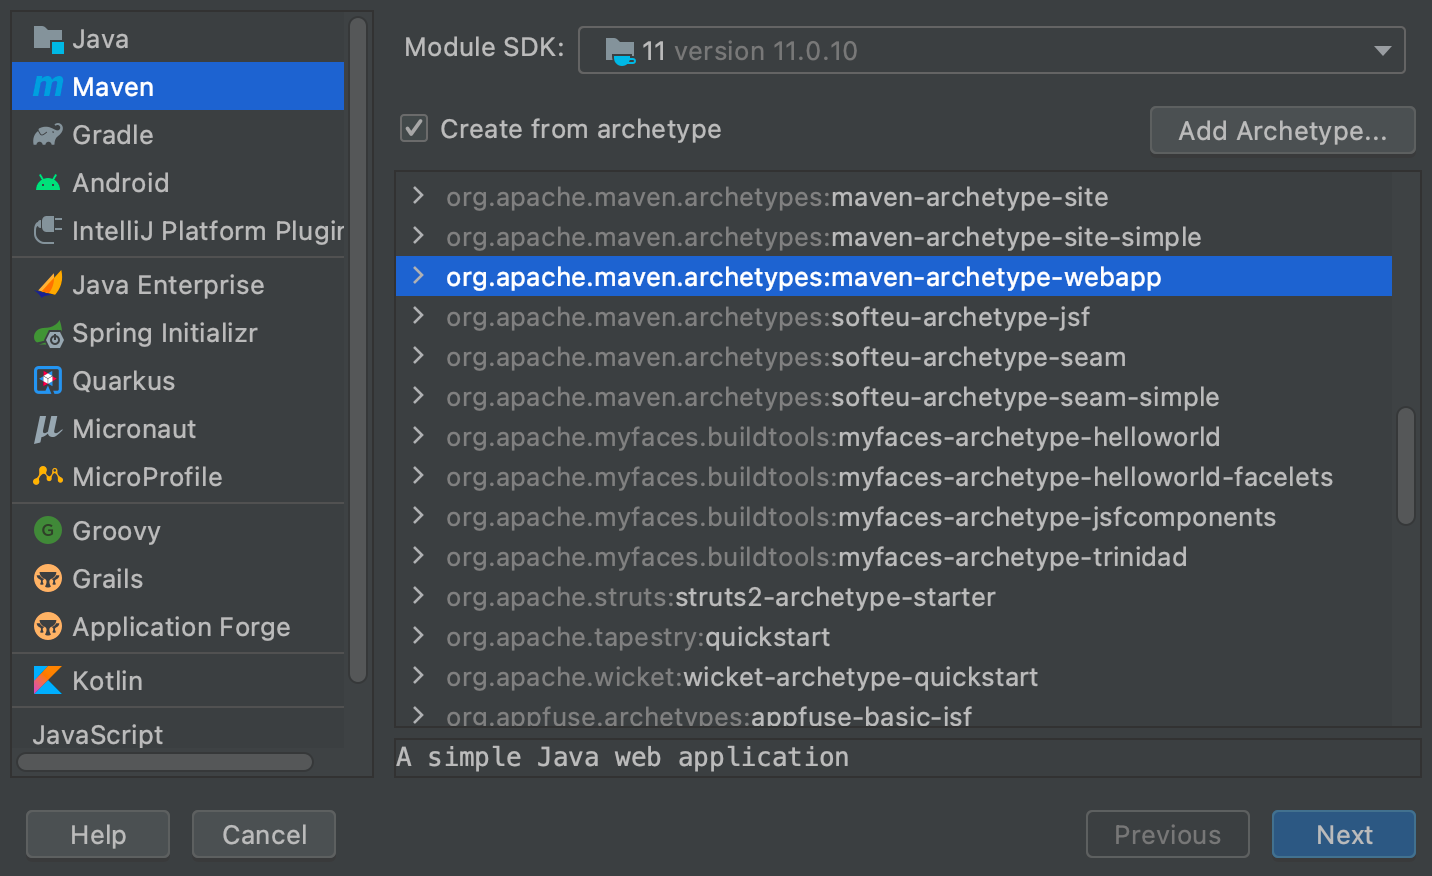 Java
Maven
Gradle
Android
IntelliJ Platform Plugin
Java Enterprise
Spring Initializr
Quarkus
Micronaut
MicroProfile
G Groovy
Grails
Application Forge
Kotlin
JavaScript
Module SDK: 11 version 11.0.10
Create from archetype
Add Archetype...
org.apache.maven.archetypes:maven-archetype-site
org.apache.maven.archetypes:maven-archetype-site-simple
org.apache.maven.archetypes:maven-archetype-webapp
org.apache.maven.archetypes:softeu-archetype-jsf
org.apache.maven.archetypes:softeu-archetype-seam
org.apache.maven.archetypes:softeu-archetype-seam-simple
org.apache.myfaces.buildtools:myfaces-archetype-helloworld
org.apache.myfaces.buildtools:myfaces-archetype-helloworld-facelets
org.apache.myfaces.buildtools:myfaces-archetype-jsfcomponents
org.apache.myfaces.buildtools:myfaces-archetype-trinidad
org.apache.struts:struts2-archetype-starter
org.apache.tapestry:quickstart
org.apache.wicket:wicket-archetype-quickstart
org.appfuse.archetypes:appfuse-basic-jsf
A simple Java web application
Help
Cancel
Previous
Next